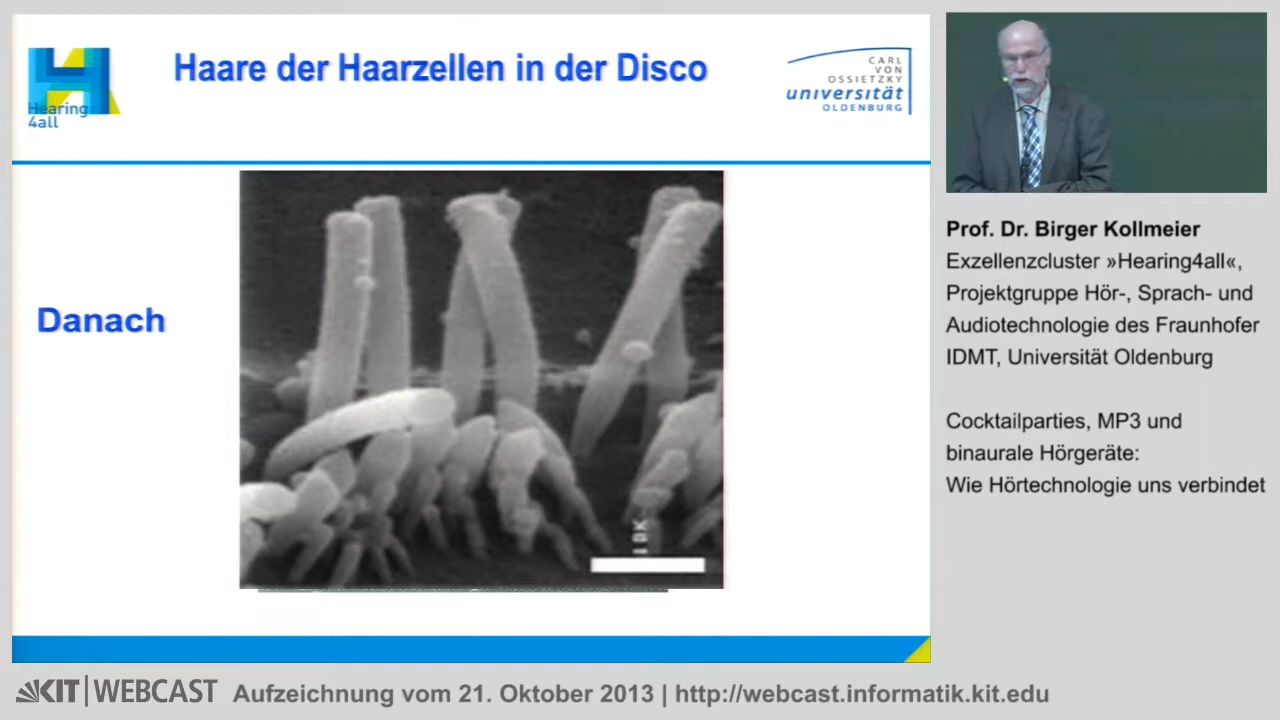 Haare der Haarzellen in der Disco
Hearing
4all
CARL
VON
OSSIETZKY
universität
OLDENBURG
Danach
10K
Prof. Dr. Birger Kollmeier
Exzellenzcluster »Hearing4all«,
Projektgruppe Hör-, Sprach- und
Audiotechnologie des Fraunhofer
IDMT, Universität Oldenburg
Cocktailparties, MP3 und
binaurale Hörgeräte:
Wie Hörtechnologie uns verbindet
KIT | WEBCAST Aufzeichnung vom 21. Oktober 2013 | http://webcast.informatik.kit.edu